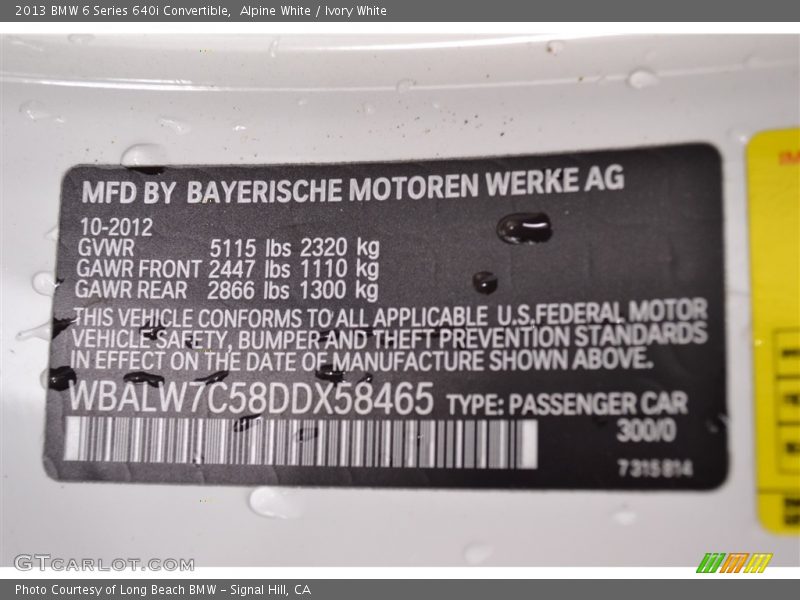 2013 BMW 6 Series 640i Convertible,  Alpine White / Ivory White
MFD BY BAYERISCHE MOTOREN WERKE AG
10-2012
GVWR 5115 lbs 2320 kg
GAWR FRONT 2447 lbs 1110 kg
GAWR REAR 2866 lbs 1300 kg
THIS VEHICLE CONFORMS TO ALL APPLICABLE U.S.FEDERAL MOTOR
VEHICLE SAFETY, BUMPER AND THEFT PREVENTION STANDARDS
IN EFFECT ON THE DATE OF MANUFACTURE SHOWN ABOVE.
WBALW7C58DDX58465 TYPE: PASSENGER CAR
300/0
7 315 814
GTCARLOT.COM
Photo Courtesy of Long Beach BMW - Signal Hill, CA